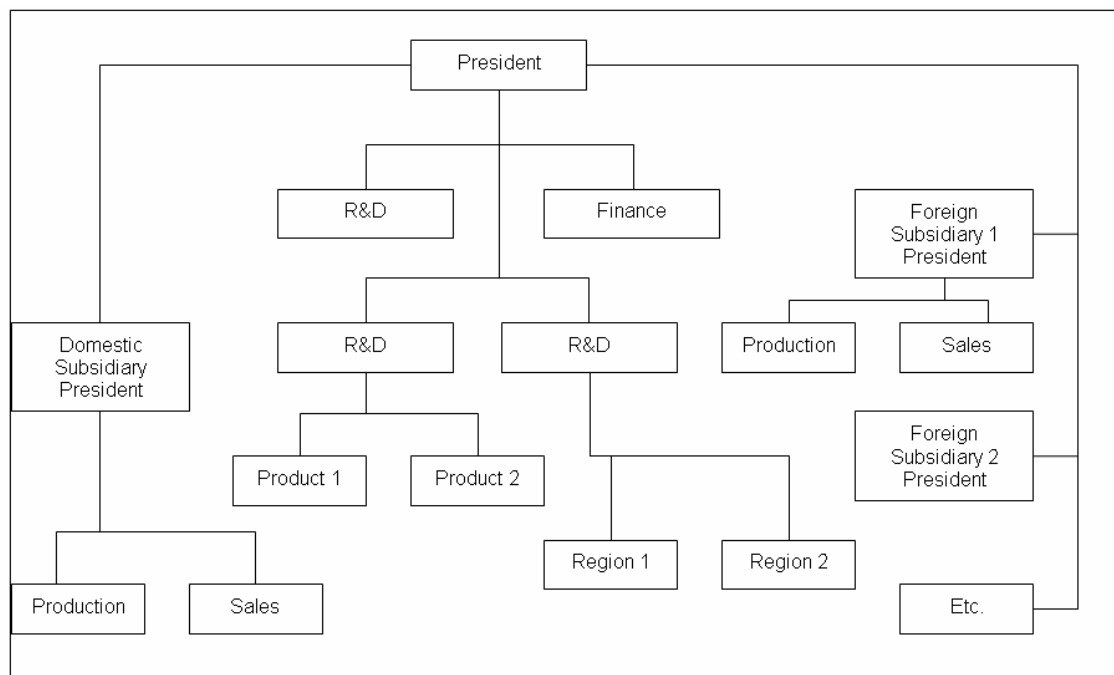 President
R&D
Finance
Foreign
Subsidiary 1
President
Domestic
Subsidiary
President
R&D
R&D
Production
Sales
Foreign
Subsidiary 2
President
Product 1
Product 2
Region 1
Region 2
Production
Sales
Etc.